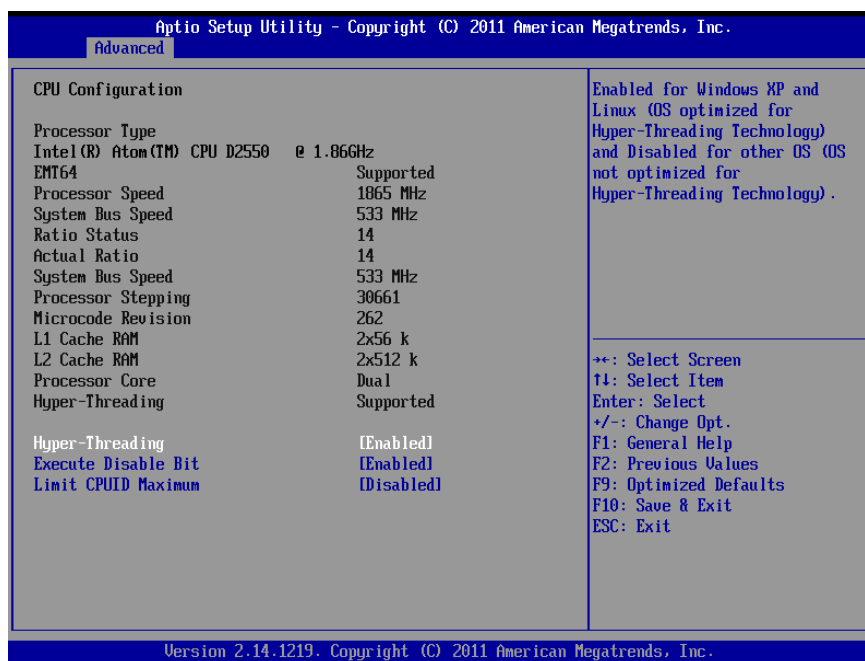 Aptio Setup Utility - Copyright (C) 2011 American Megatrends, Inc.
Advanced
CPU Configuration
Processor Type
Intel(R) Atom(TM) CPU D2550 @ 1.86GHz
EMT64 Supported
Processor Speed 1865 MHz
System Bus Speed 533 MHz
Ratio Status 14
Actual Ratio 14
System Bus Speed 533 MHz
Processor Stepping 30661
Microcode Revision 262
L1 Cache RAM 2x56 k
L2 Cache RAM 2x512 k
Processor Core Dual
Hyper-Threading Supported
Hyper-Threading [Enabled]
Execute Disable Bit [Enabled]
Limit CPUID Maximum [Disabled]
Enabled for Windows XP and
Linux (OS optimized for
Hyper-Threading Technology)
and Disabled for other OS (OS
not optimized for
Hyper-Threading Technology).
→←: Select Screen
↑↓: Select Item
Enter: Select
+/-: Change Opt.
F1: General Help
F2: Previous Values
F9: Optimized Defaults
F10: Save & Exit
ESC: Exit
Version 2.14.1219. Copyright (C) 2011 American Megatrends, Inc.